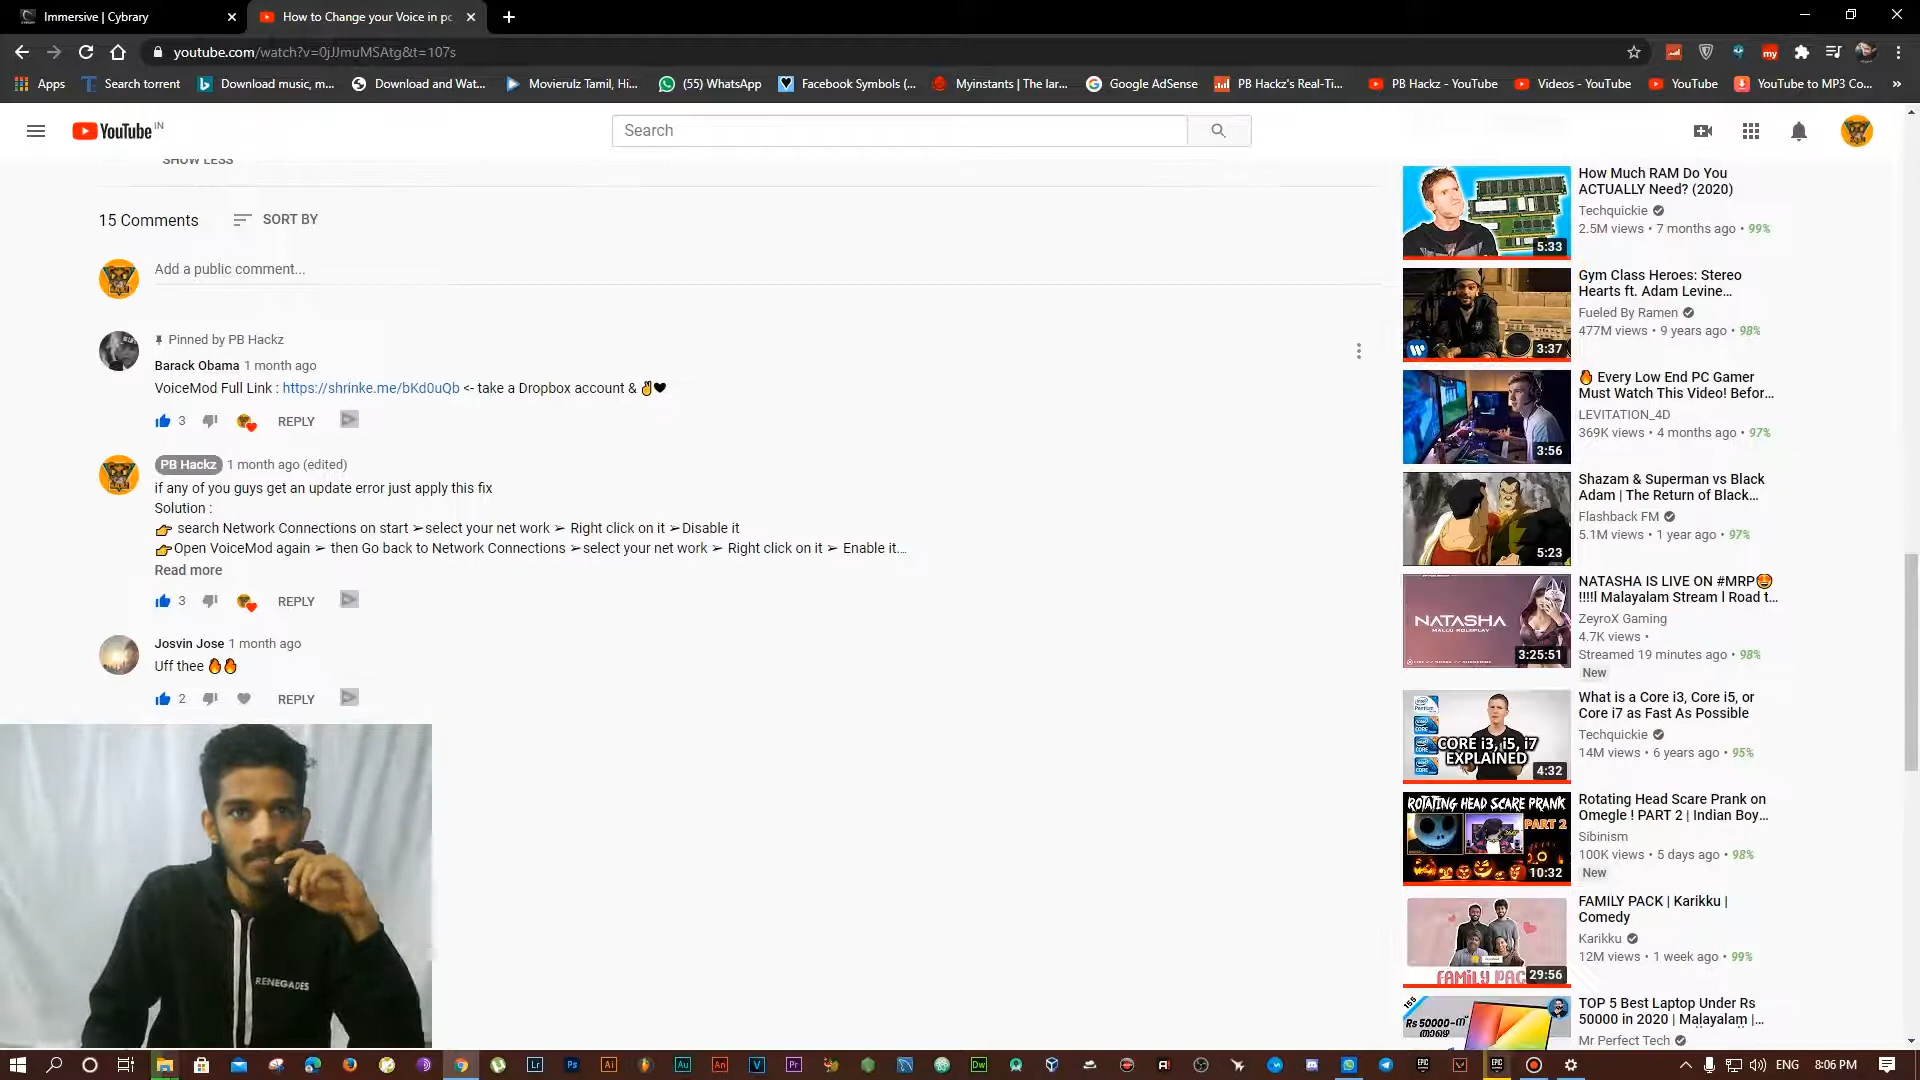 Immersive | Cybrary
How to Change your Voice in pc
youtube.com/watch?v=0jJJmuMSAtg&t=107s
Apps
Search torrent
Download music, m...
Download and Wat...
Movierulz Tamil, Hi...
(55) WhatsApp
Facebook Symbols (...
Myinstants | The lar...
Google AdSense
PB Hackz's Real-Ti...
PB Hackz - YouTube
Videos - YouTube
YouTube
YouTube to MP3 Co...
YouTube IN
Search
SHOW LESS
15 Comments
SORT BY
Add a public comment...
Pinned by PB Hackz
Barack Obama 1 month ago
VoiceMod Full Link : https://shrinke.me/bKd0uQb <- take a Dropbox account & ✌🖤
3
REPLY
PB Hackz 1 month ago (edited)
if any of you guys get an update error just apply this fix
Solution :
👉 search Network Connections on start ➢select your net work ➢ Right click on it ➢Disable it
👉Open VoiceMod again ➢ then Go back to Network Connections ➢select your net work ➢ Right click on it ➢ Enable it...
Read more
3
REPLY
Josvin Jose 1 month ago
Uff thee 🔥🔥
2
REPLY
RENEGADES
5:33
How Much RAM Do You
ACTUALLY Need? (2020)
Techquickie
2.5M views • 7 months ago • 99%
3:37
Gym Class Heroes: Stereo
Hearts ft. Adam Levine...
Fueled By Ramen
477M views • 9 years ago • 98%
3:56
🔥 Every Low End PC Gamer
Must Watch This Video! Befor...
LEVITATION_4D
369K views • 4 months ago • 97%
5:23
Shazam & Superman vs Black
Adam | The Return of Black...
Flashback FM
5.1M views • 1 year ago • 97%
NATASHA
MALLU ROLEPLAY
3:25:51
NATASHA IS LIVE ON #MRP🤩
!!!!l Malayalam Stream l Road t...
ZeyroX Gaming
4.7K views •
Streamed 19 minutes ago • 98%
New
CORE i3, i5, i7
EXPLAINED
4:32
What is a Core i3, Core i5, or
Core i7 as Fast As Possible
Techquickie
14M views • 6 years ago • 95%
ROTATING HEAD SCARE PRANK
PART 2
10:32
Rotating Head Scare Prank on
Omegle ! PART 2 | Indian Boy...
Sibinism
100K views • 5 days ago • 98%
New
FAMILY PAC
29:56
FAMILY PACK | Karikku |
Comedy
Karikku
12M views • 1 week ago • 99%
155
Rs 50000-ന്
താഴെ
TOP 5 Best Laptop Under Rs
50000 in 2020 | Malayalam |...
Mr Perfect Tech
ENG
8:06 PM